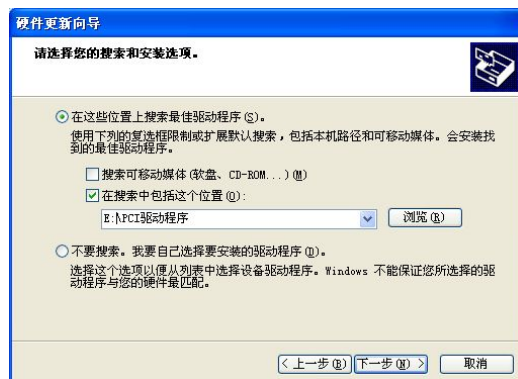 硬件更新向导
请选择您的搜索和安装选项。
在这些位置上搜索最佳驱动程序(S)。
使用下列的复选框限制或扩展默认搜索，包括本机路径和可移动媒体。会安装找
到的最佳驱动程序。
搜索可移动媒体(软盘、CD-ROM...)(M)
在搜索中包括这个位置(O):
E:\PCI驱动程序
浏览(R)
不要搜索。我要自己选择要安装的驱动程序(D)。
选择这个选项以便从列表中选择设备驱动程序。Windows 不能保证您所选择的驱
动程序与您的硬件最匹配。
< 上一步(B) 下一步(N) > 取消